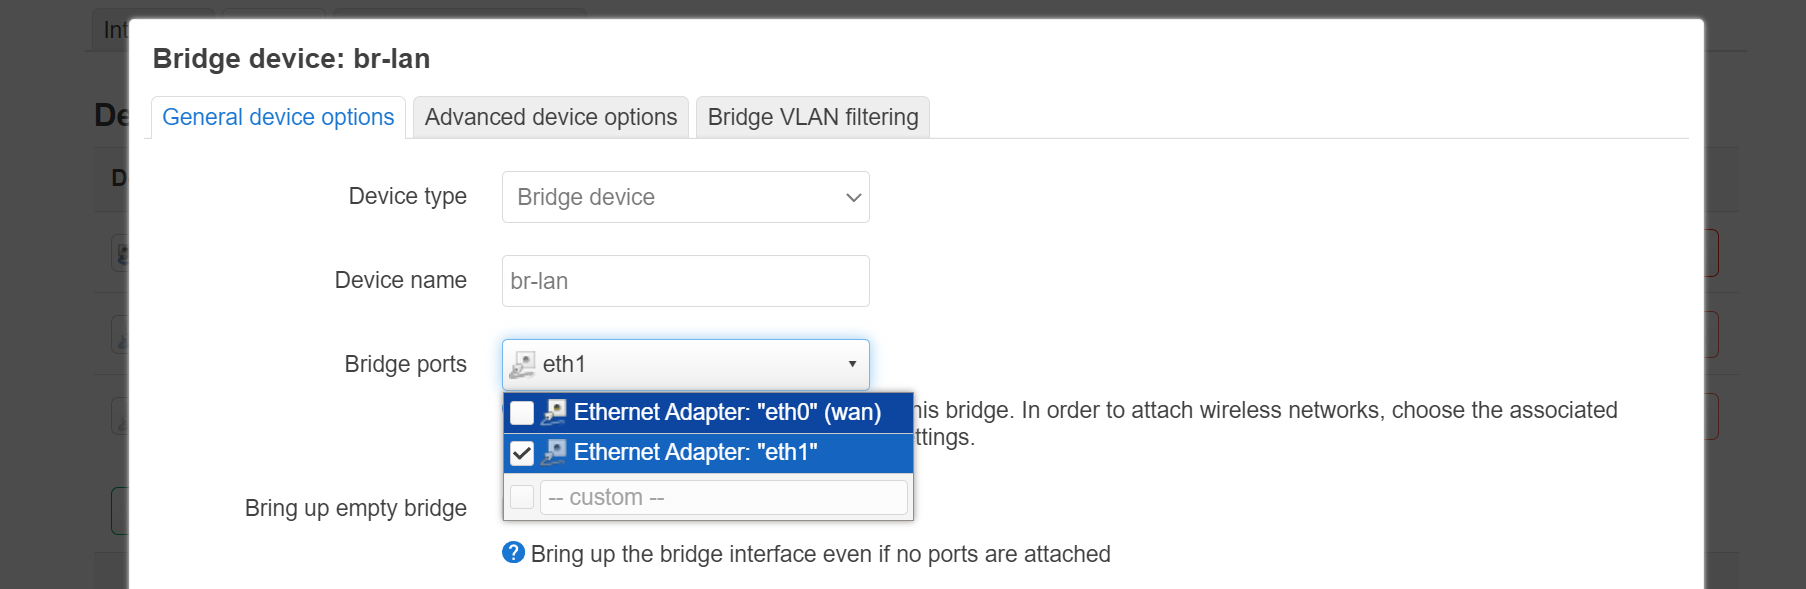 Int
Bridge device: br-lan
General device options
Advanced device options
Bridge VLAN filtering
De
D
Device type
Bridge device
Device name
br-lan
Bridge ports
eth1
Ethernet Adapter: "eth0" (wan)
his bridge. In order to attach wireless networks, choose the associated
Ethernet Adapter: "eth1"
ttings.
-- custom --
Bring up empty bridge
? Bring up the bridge interface even if no ports are attached